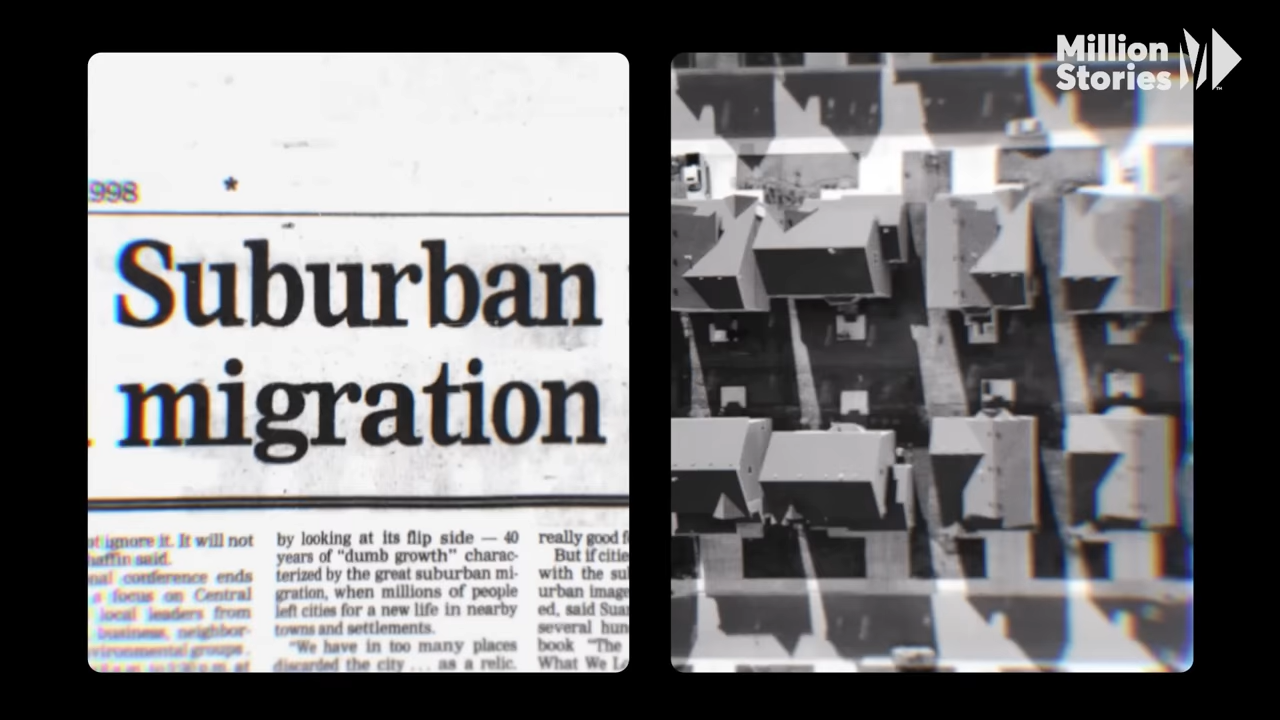 Million
Stories
998 *
Suburban
migration
ot ignore it. It will not
haffin said.
nal conference ends
a focus on Central
local leaders from
business, neighbor-
vironmental groups.
at
by looking at its flip side — 40
years of “dumb growth” charac-
terized by the great suburban mi-
gration, when millions of people
left cities for a new life in nearby
towns and settlements.
“We have in too many places
discarded the city ... as a relic.
really good f
But if citie
with the su
urban image
ed, said Sua
several hun
book “The
What We L